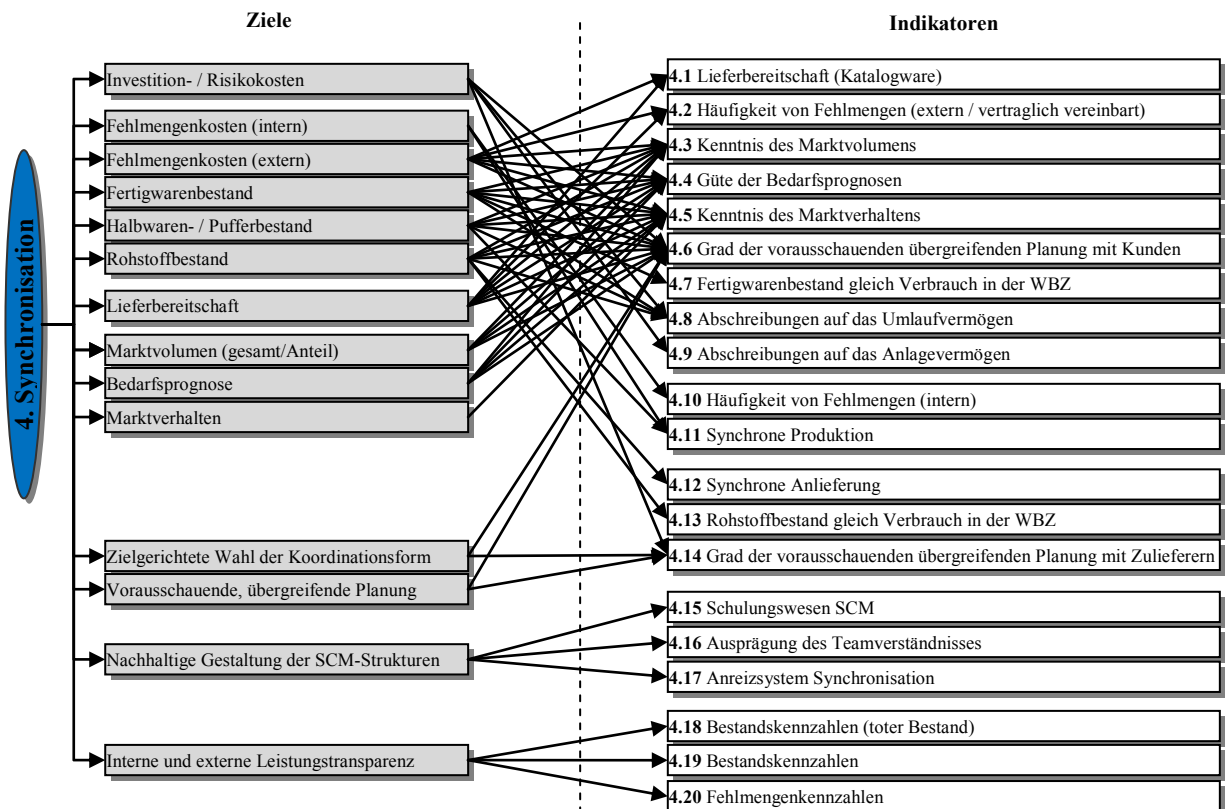 Ziele
Indikatoren
4. Synchronisation
Investition- / Risikokosten
Fehlmengenkosten (intern)
Fehlmengenkosten (extern)
Fertigwarenbestand
Halbwaren- / Pufferbestand
Rohstoffbestand
Lieferbereitschaft
Marktvolumen (gesamt/Anteil)
Bedarfsprognose
Marktverhalten
Zielgerichtete Wahl der Koordinationsform
Vorausschauende, übergreifende Planung
Nachhaltige Gestaltung der SCM-Strukturen
Interne und externe Leistungstransparenz
4.1 Lieferbereitschaft (Katalogware)
4.2 Häufigkeit von Fehlmengen (extern / vertraglich vereinbart)
4.3 Kenntnis des Marktvolumens
4.4 Güte der Bedarfsprognosen
4.5 Kenntnis des Marktverhaltens
4.6 Grad der vorausschauenden übergreifenden Planung mit Kunden
4.7 Fertigwarenbestand gleich Verbrauch in der WBZ
4.8 Abschreibungen auf das Umlaufvermögen
4.9 Abschreibungen auf das Anlagevermögen
4.10 Häufigkeit von Fehlmengen (intern)
4.11 Synchrone Produktion
4.12 Synchrone Anlieferung
4.13 Rohstoffbestand gleich Verbrauch in der WBZ
4.14 Grad der vorausschauenden übergreifenden Planung mit Zulieferern
4.15 Schulungswesen SCM
4.16 Ausprägung des Teamverständnisses
4.17 Anreizsystem Synchronisation
4.18 Bestandskennzahlen (toter Bestand)
4.19 Bestandskennzahlen
4.20 Fehlmengenkennzahlen